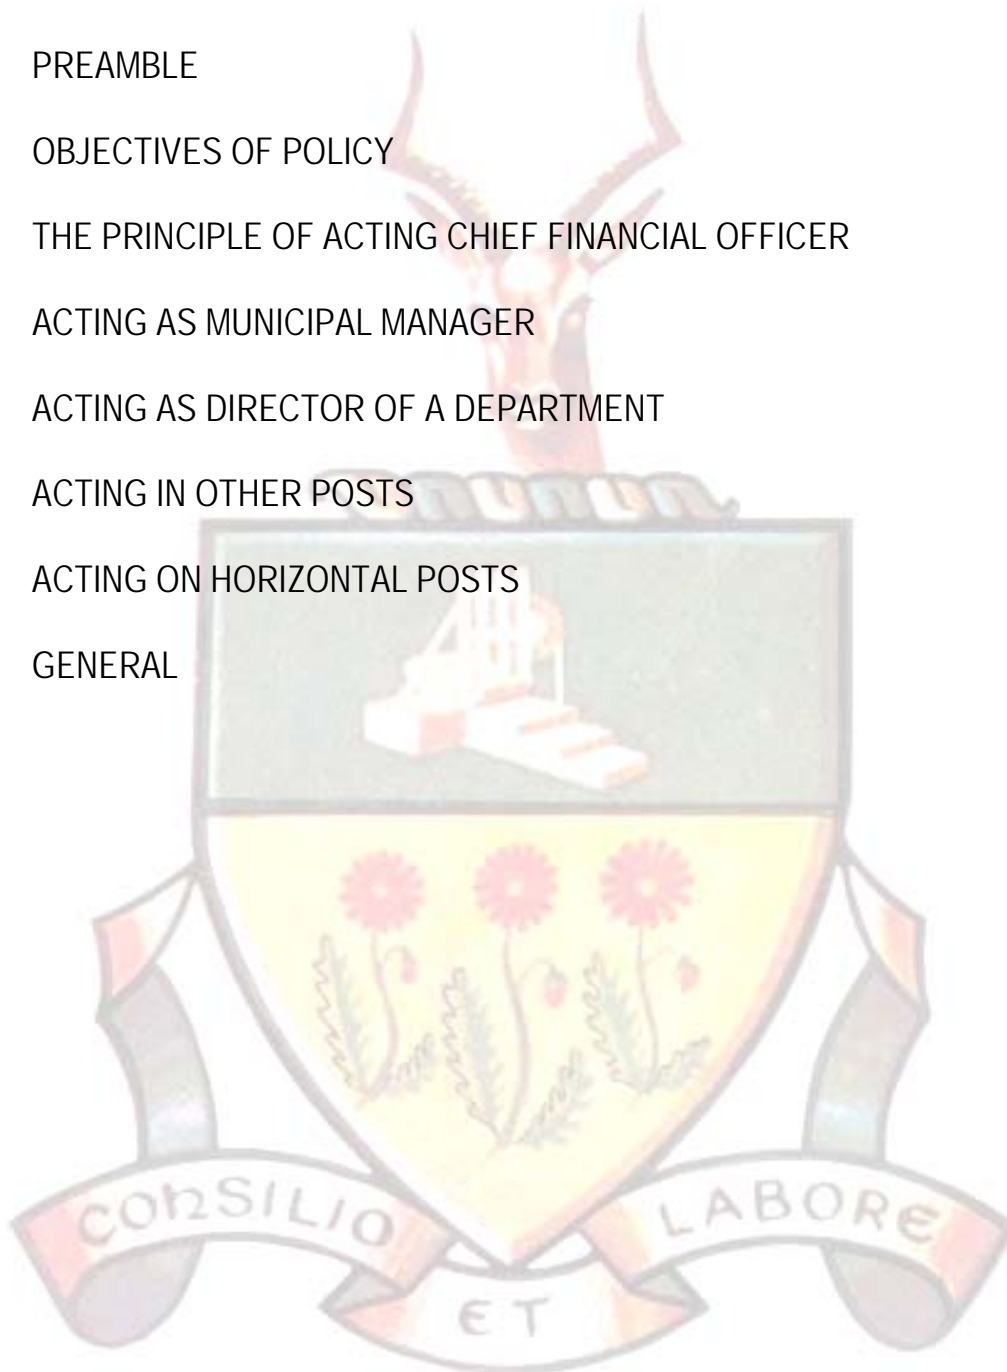 PREAMBLE
OBJECTIVES OF POLICY
THE PRINCIPLE OF ACTING CHIEF FINANCIAL OFFICER
ACTING AS MUNICIPAL MANAGER
ACTING AS DIRECTOR OF A DEPARTMENT
ACTING IN OTHER POSTS
ACTING ON HORIZONTAL POSTS
GENERAL
CONSILIO ET LABORE